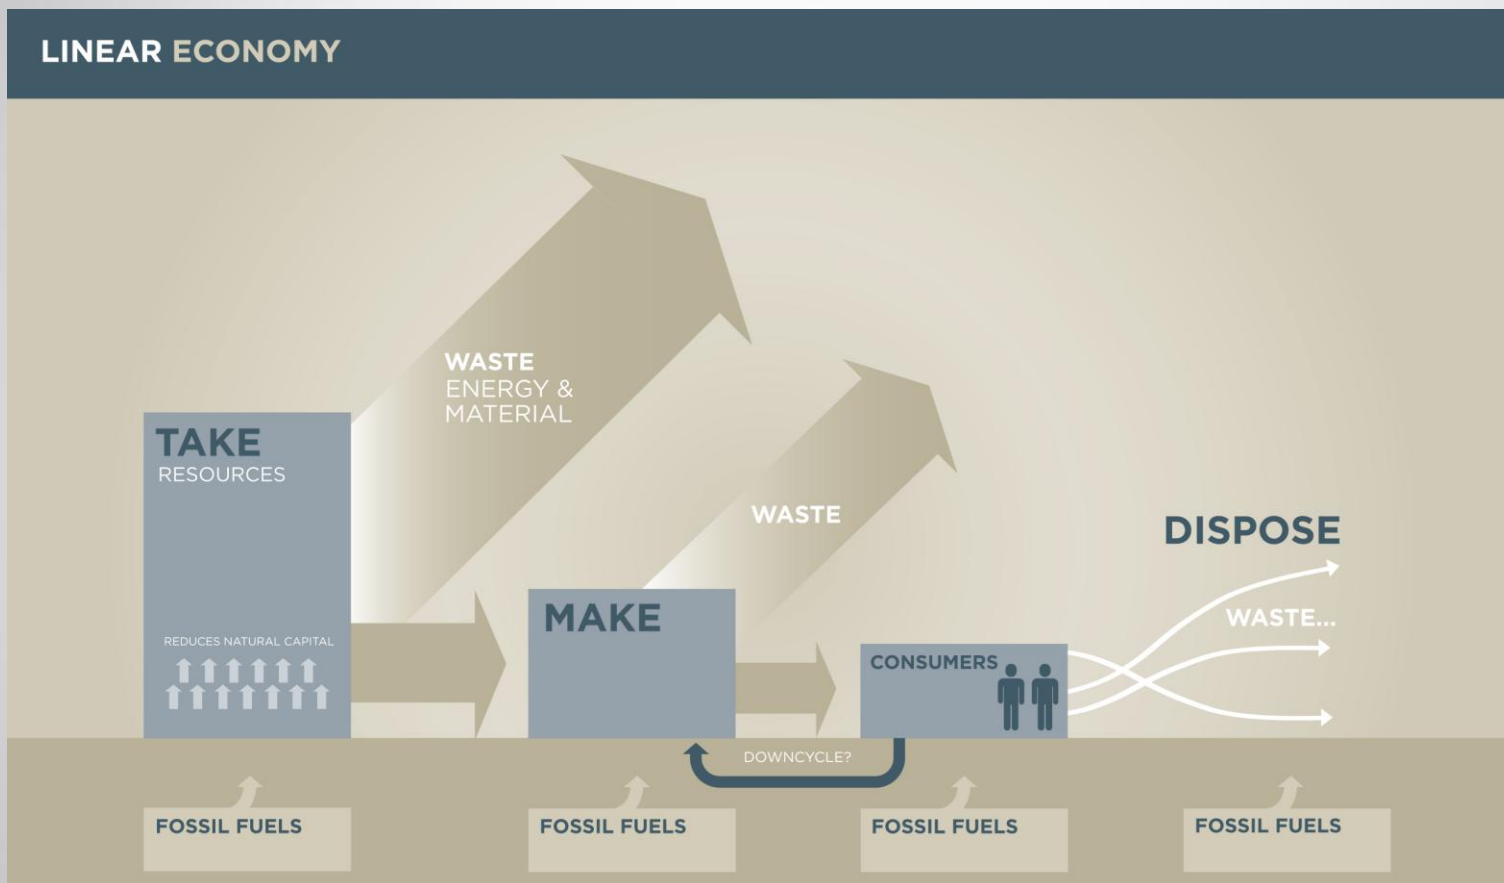 LINEAR ECONOMY
WASTE
ENERGY &
MATERIAL
TAKE
RESOURCES
REDUCES NATURAL CAPITAL
WASTE
MAKE
CONSUMERS
DISPOSE
WASTE...
DOWNCYCLE?
FOSSIL FUELS
FOSSIL FUELS
FOSSIL FUELS
FOSSIL FUELS